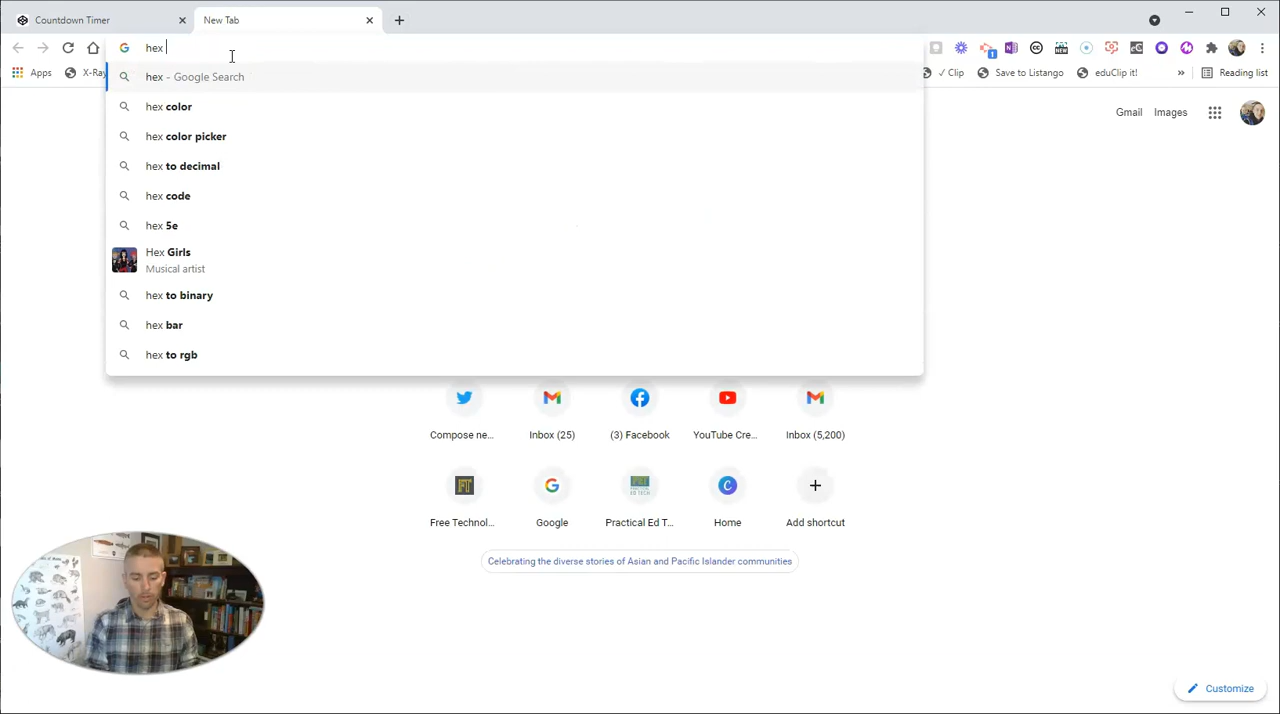 Countdown Timer
New Tab
hex
Apps
X-Ray
✓ Clip
Save to Listango
eduClip it!
»
Reading list
hex - Google Search
hex color
hex color picker
hex to decimal
hex code
hex 5e
Hex Girls
Musical artist
hex to binary
hex bar
hex to rgb
Gmail
Images
Compose ne...
Inbox (25)
(3) Facebook
YouTube Cre...
Inbox (5,200)
Free Technol...
Google
Practical Ed T...
Home
Add shortcut
Celebrating the diverse stories of Asian and Pacific Islander communities
Customize